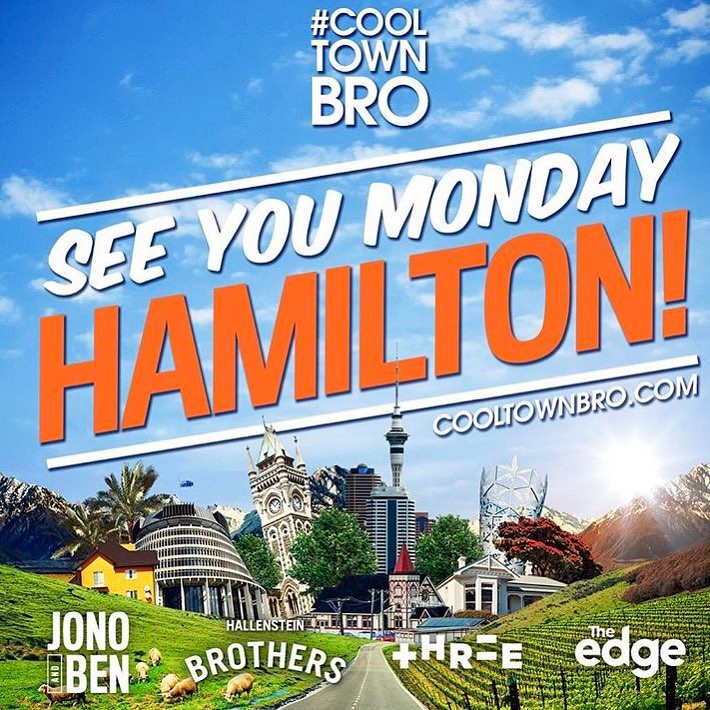 #COOL
TOWN
BRO
SEE YOU MONDAY
HAMILTON!
COOLTOWNBRO.COM
JONO
AND BEN
HALLENSTEIN
BROTHERS
THREE
The
edge